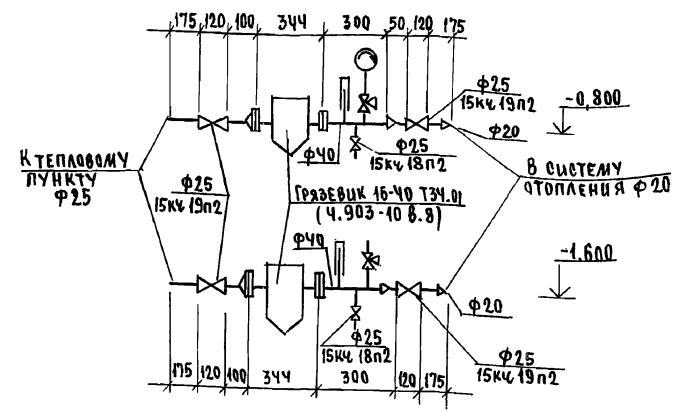 175 120 100 344 300 50 120 175
Ф25
15кч 19п2
-0,800
Ф20
Ф40
Ф25
15кч 18п2
К тепловому
пункту
Ф25
Ф25
15кч 19п2
Грязевик 16-40 ТЗ4.01
(4.903-10 в.8)
В систему
отопления Ф20
Ф40
-1.600
Ф20
Ф25
15кч 18п2
Ф25
15кч 19п2
175 120 100 344 300 120 175